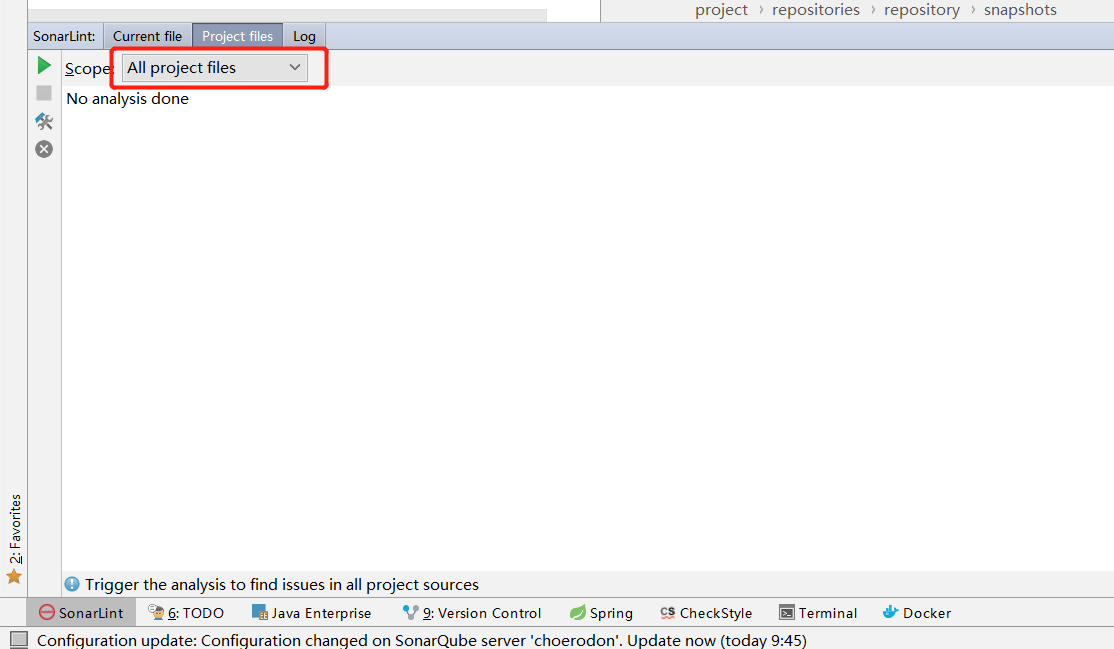 project › repositories › repository › snapshots
SonarLint: Current file Project files Log
Scope: All project files
No analysis done
2: Favorites
Trigger the analysis to find issues in all project sources
SonarLint 6: TODO Java Enterprise 9: Version Control Spring CS CheckStyle Terminal Docker
Configuration update: Configuration changed on SonarQube server 'choerodon'. Update now (today 9:45)